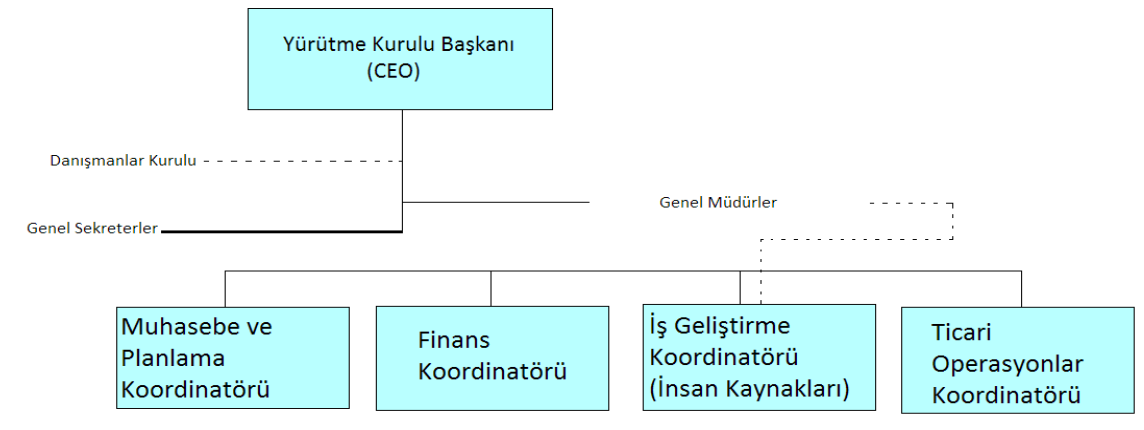 Yürütme Kurulu Başkanı
(CEO)
Danışmanlar Kurulu
Genel Müdürler
Genel Sekreterler
Muhasebe ve
Planlama
Koordinatörü
Finans
Koordinatörü
İş Geliştirme
Koordinatörü
(İnsan Kaynakları)
Ticari
Operasyonlar
Koordinatörü